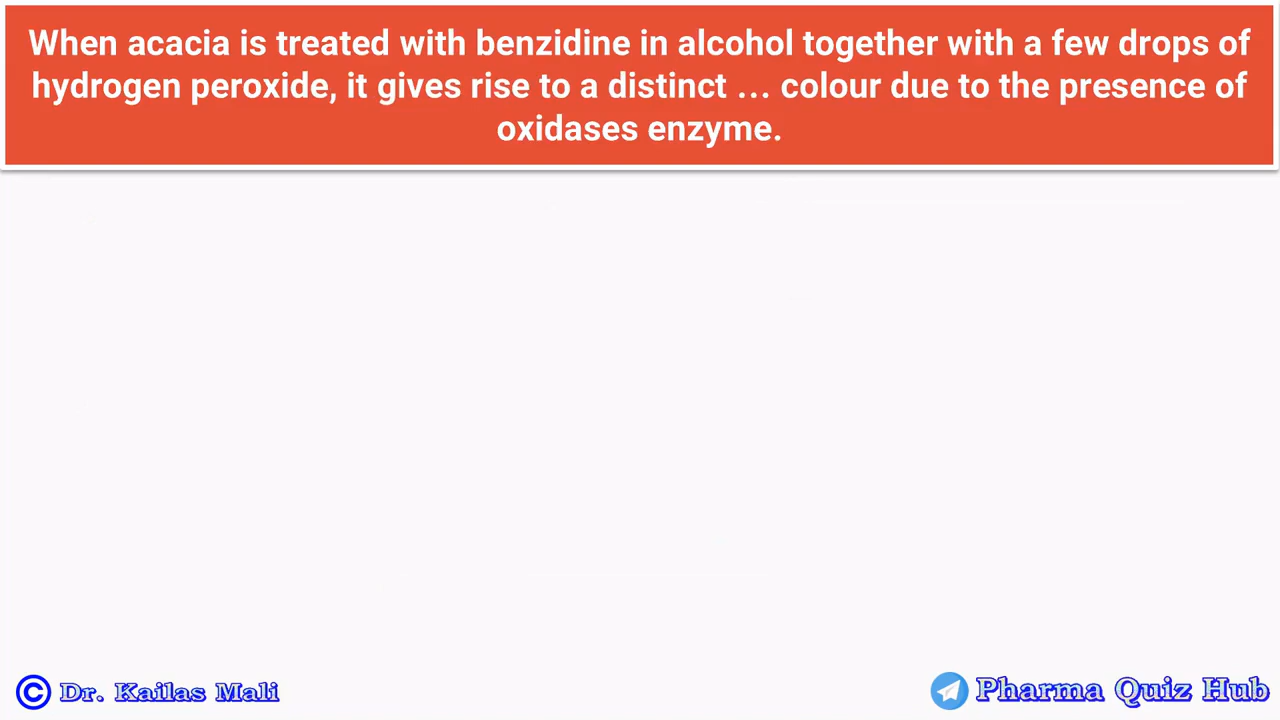 When acacia is treated with benzidine in alcohol together with a few drops of
hydrogen peroxide, it gives rise to a distinct ... colour due to the presence of
oxidases enzyme.
© Dr. Kailas Mali
Pharma Quiz Hub